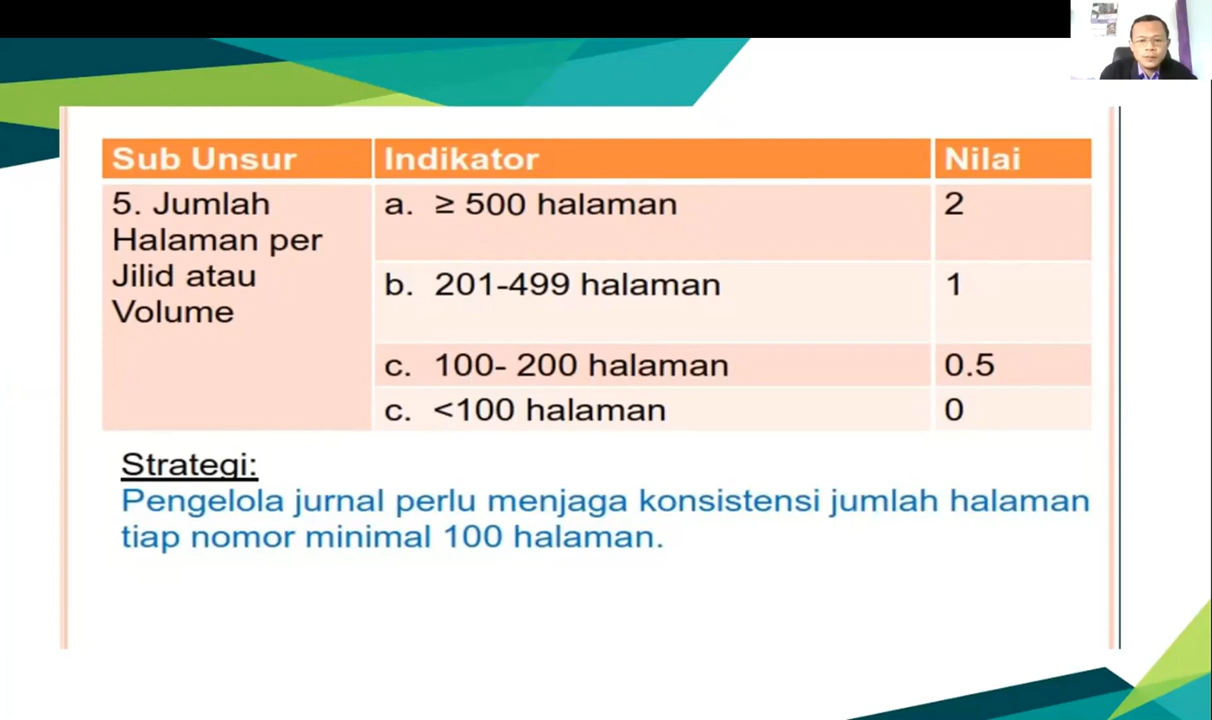 Sub Unsur
Indikator
Nilai
5. Jumlah
Halaman per
Jilid atau
Volume
a. ≥ 500 halaman
2
b. 201-499 halaman
1
c. 100- 200 halaman
0.5
c. <100 halaman
0
Strategi:
Pengelola jurnal perlu menjaga konsistensi jumlah halaman
tiap nomor minimal 100 halaman.